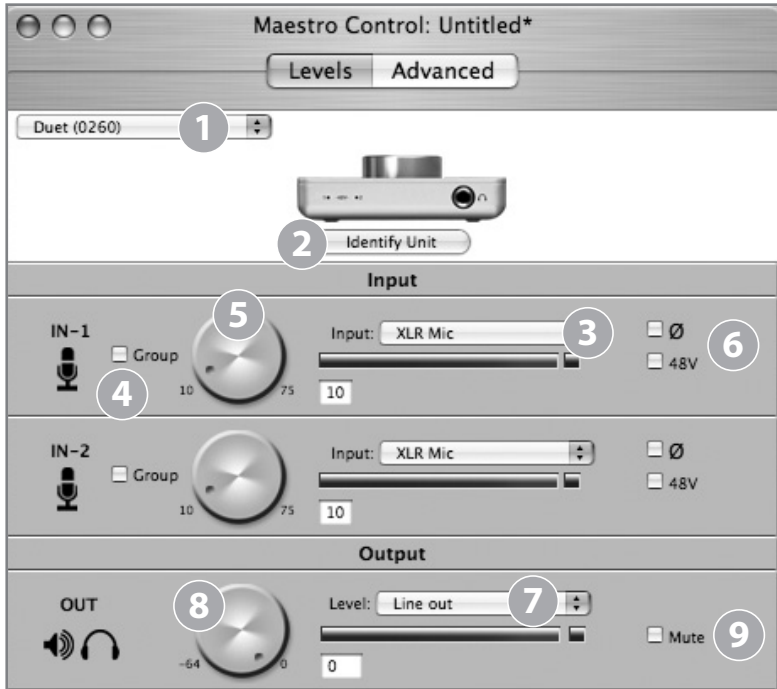 Maestro Control: Untitled*
Levels Advanced
Duet (0260) 1
2 Identify Unit
Input
IN-1 5 Input: XLR Mic 3 Ø 6
Group 48V
4 10 75 10
IN-2 Input: XLR Mic Ø
Group 48V
10 75 10
Output
OUT 8 Level: Line out 7
Mute 9
-64 0 0